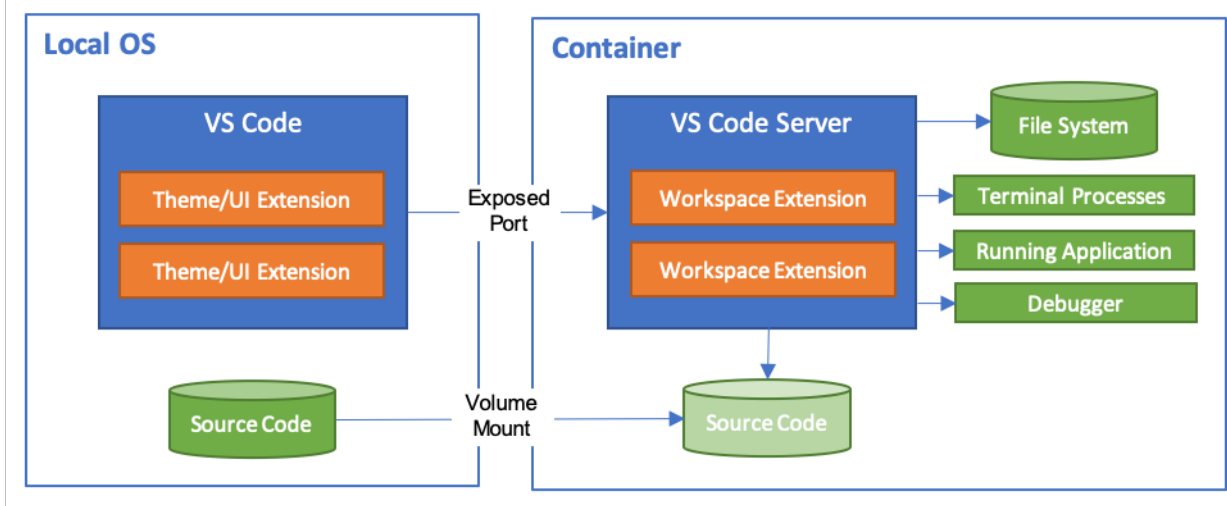 Local OS
VS Code
Theme/UI Extension
Theme/UI Extension
Source Code
Exposed
Port
Volume
Mount
Container
VS Code Server
Workspace Extension
Workspace Extension
File System
Terminal Processes
Running Application
Debugger
Source Code